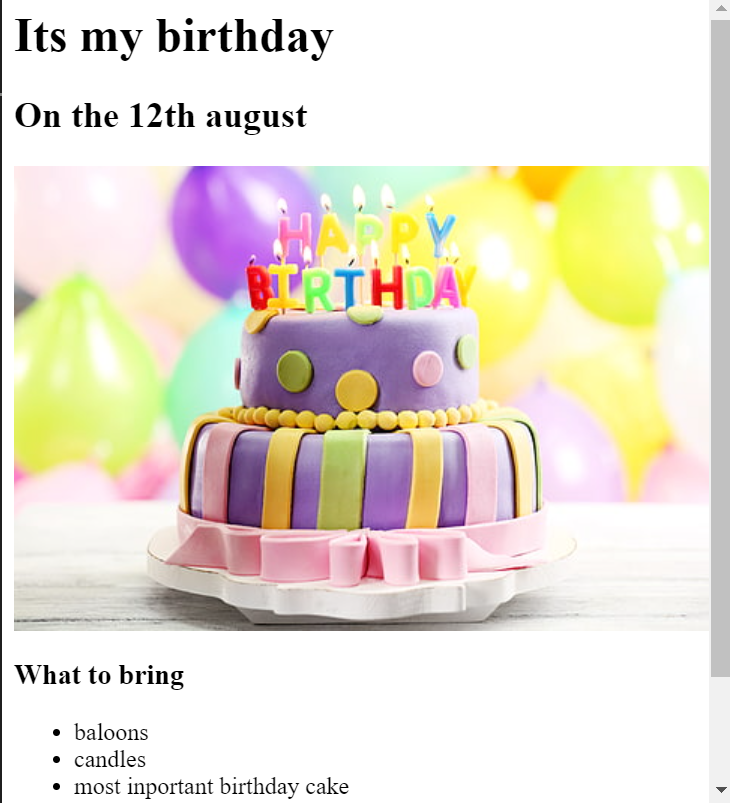 Its my birthday
On the 12th august
HAPPY
BIRTHDAY
What to bring
baloons
candles
most inportant birthday cake